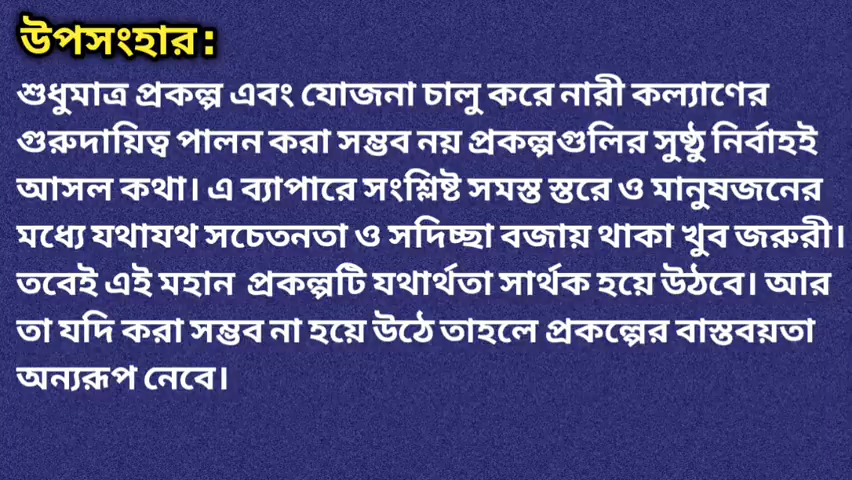 উপসংহার:
শুধুমাত্র প্রকল্প এবং যোজনা চালু করে নারী কল্যাণের
গুরুদায়িত্ব পালন করা সম্ভব নয় প্রকল্পগুলির সুষ্ঠু নির্বাহই
আসল কথা। এ ব্যাপারে সংশ্লিষ্ট সমস্ত স্তরে ও মানুষজনের
মধ্যে যথাযথ সচেতনতা ও সদিচ্ছা বজায় থাকা খুব জরুরী।
তবেই এই মহান প্রকল্পটি যথার্থতা সার্থক হয়ে উঠবে। আর
তা যদি করা সম্ভব না হয়ে উঠে তাহলে প্রকল্পের বাস্তবয়তা
অন্যরূপ নেবে।